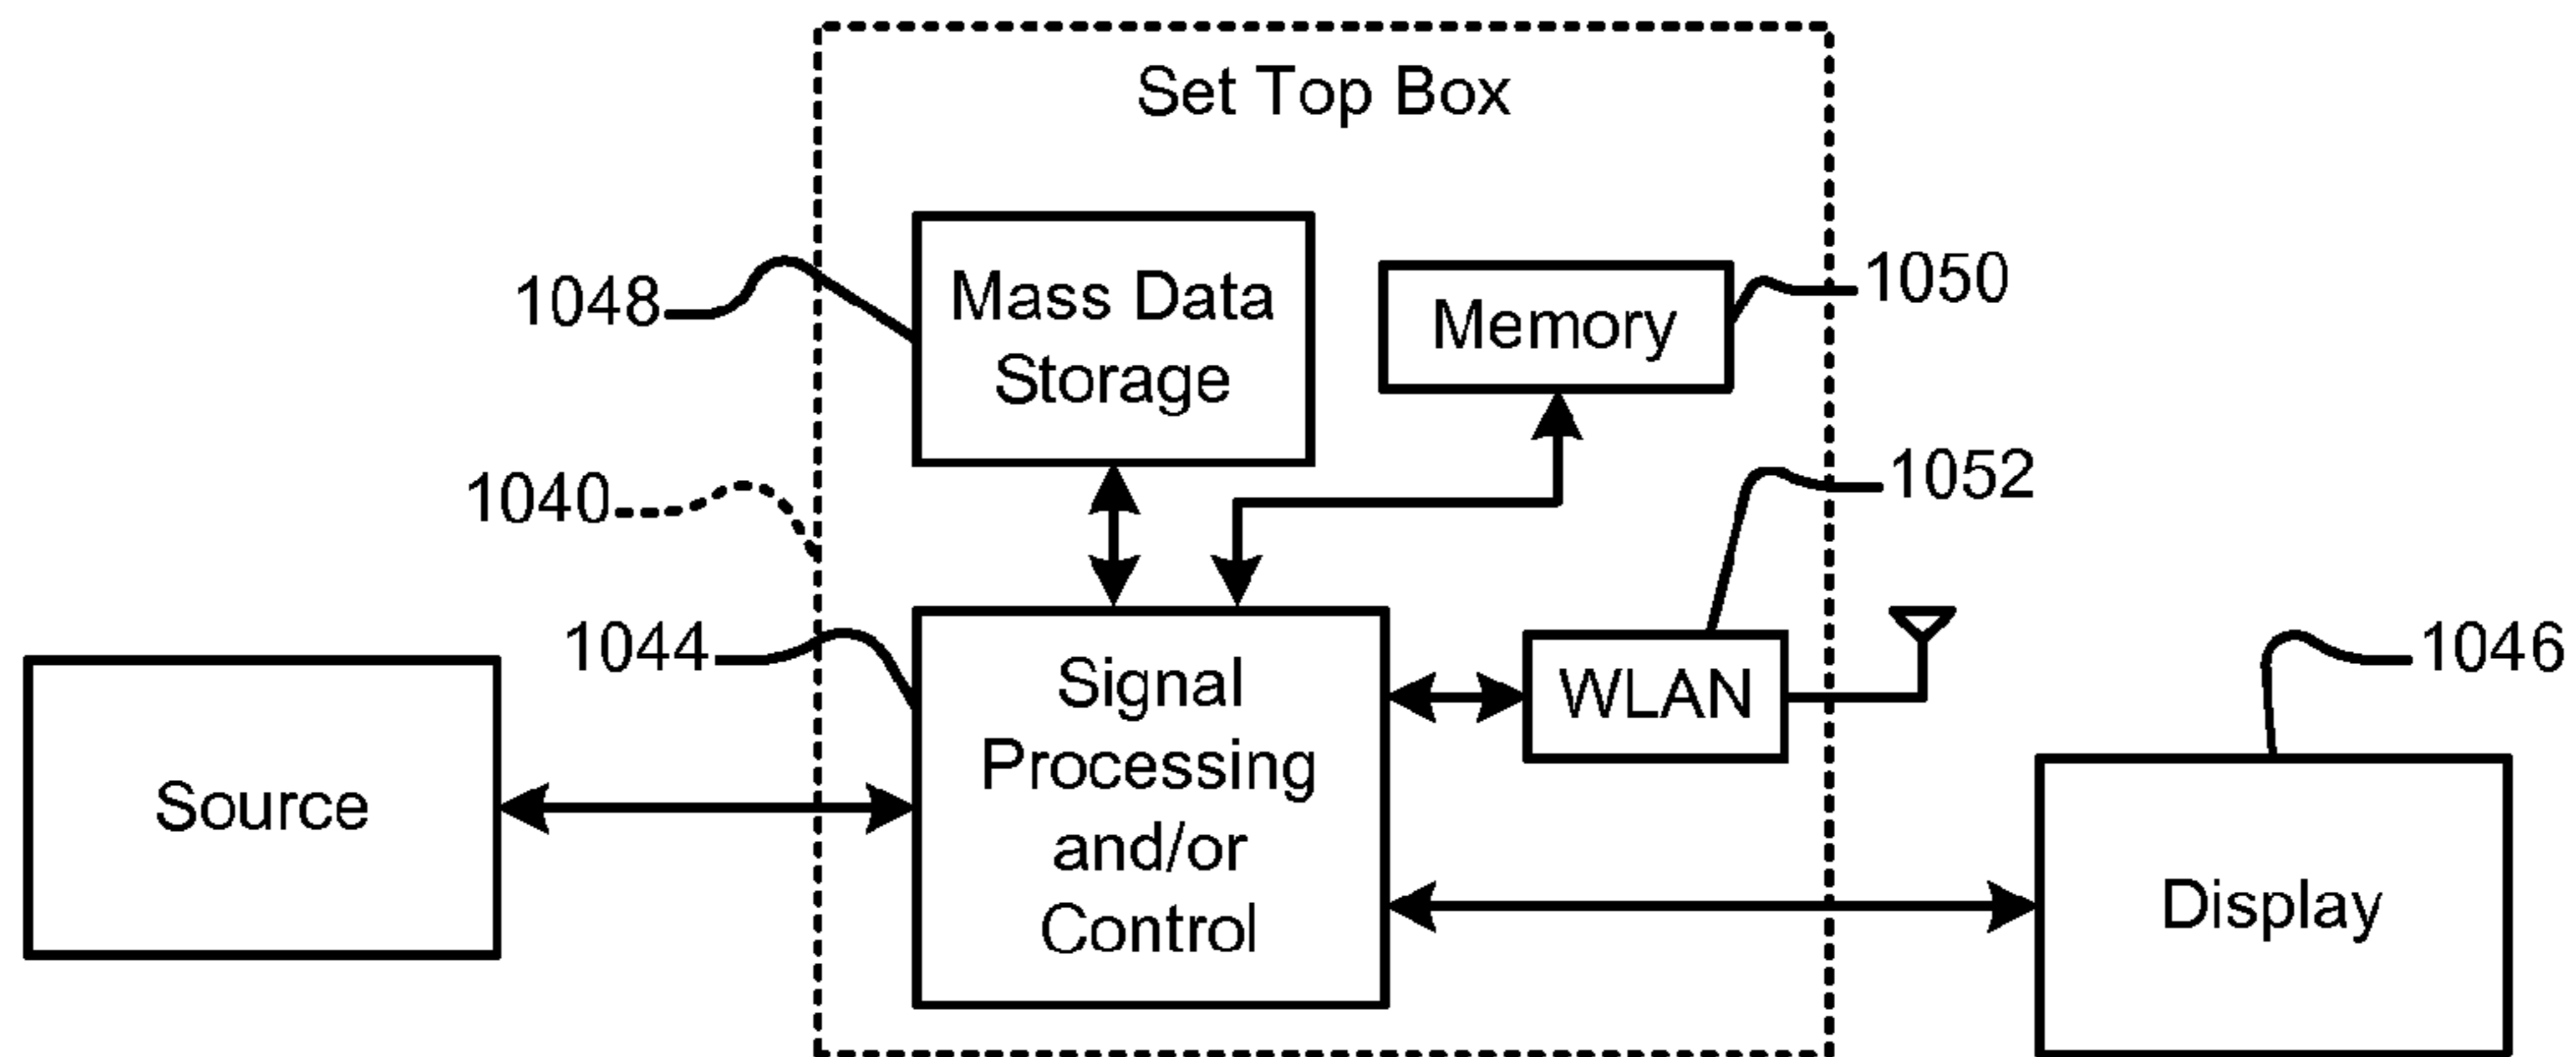 Set Top Box
1048
Mass Data
Storage
Memory
1050
1040
1052
1044
Source
Signal
Processing
and/or
Control
WLAN
1046
Display